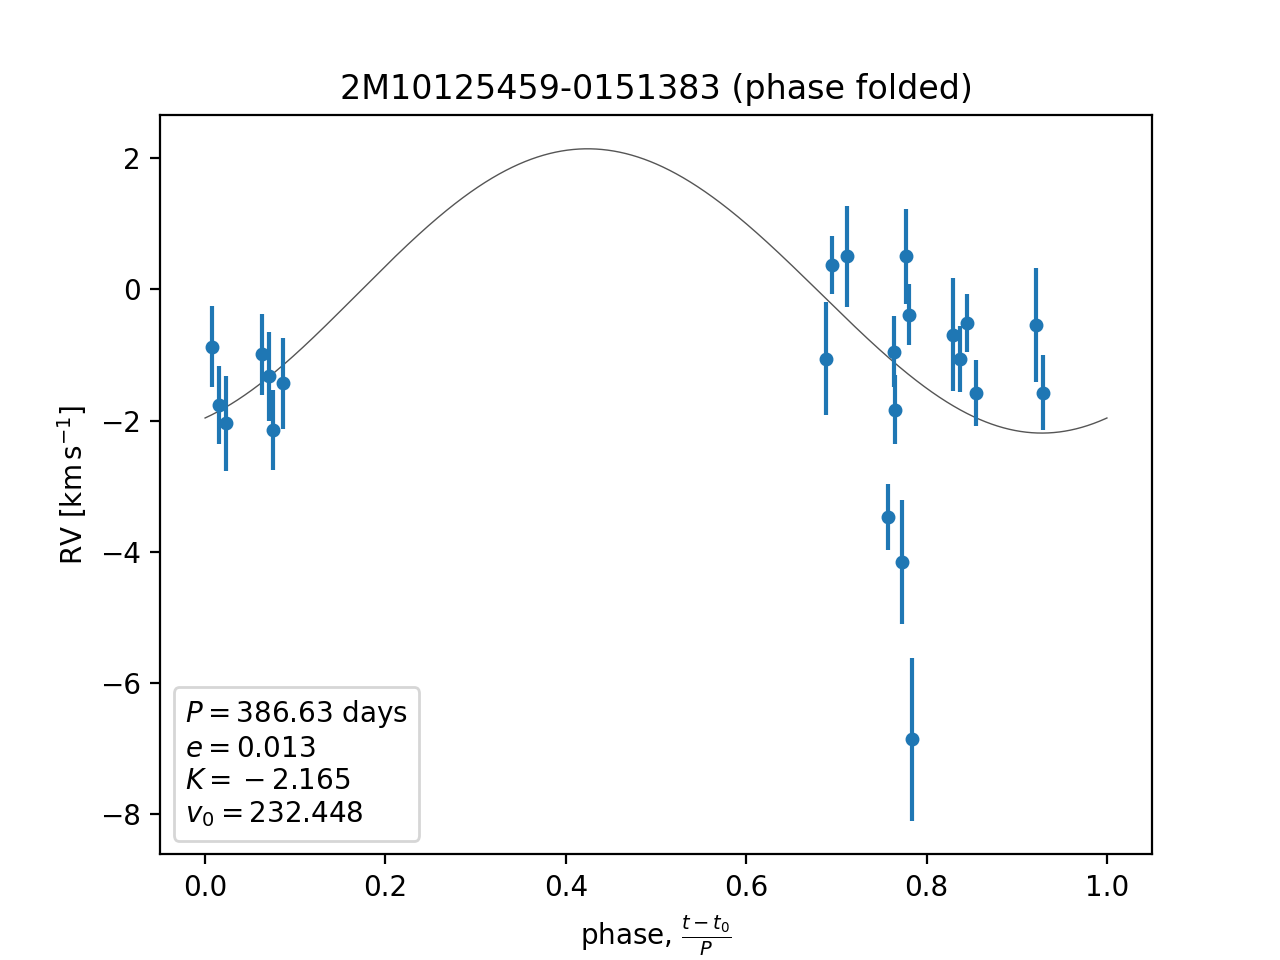 2M10125459-0151383 (phase folded)
RV [km s⁻¹]
2
0
−2
−4
−6
−8
P = 386.63 days
e = 0.013
K = −2.165
v₀ = 232.448
0.0 0.2 0.4 0.6 0.8 1.0
phase, (t − t₀)/P